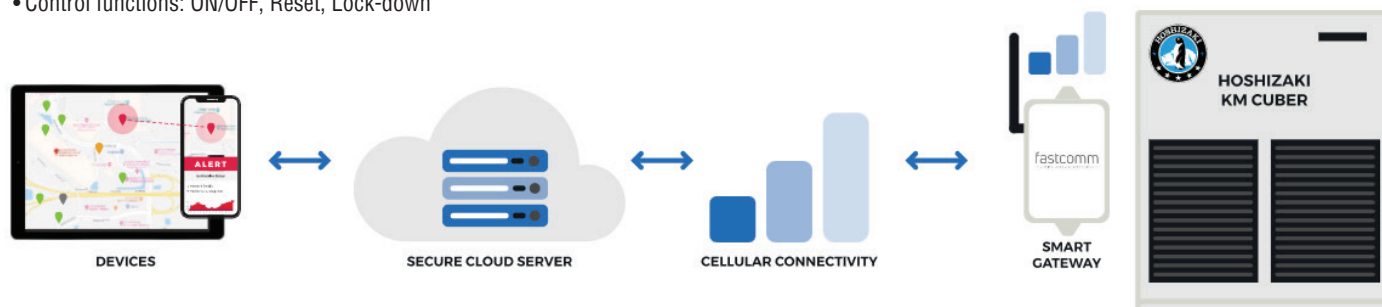 • Control functions: ON/OFF, Reset, Lock-down
HOSHIZAKI
HOSHIZAKI
KM CUBER
ALERT
fastcomm
DEVICES
SECURE CLOUD SERVER
CELLULAR CONNECTIVITY
SMART
GATEWAY